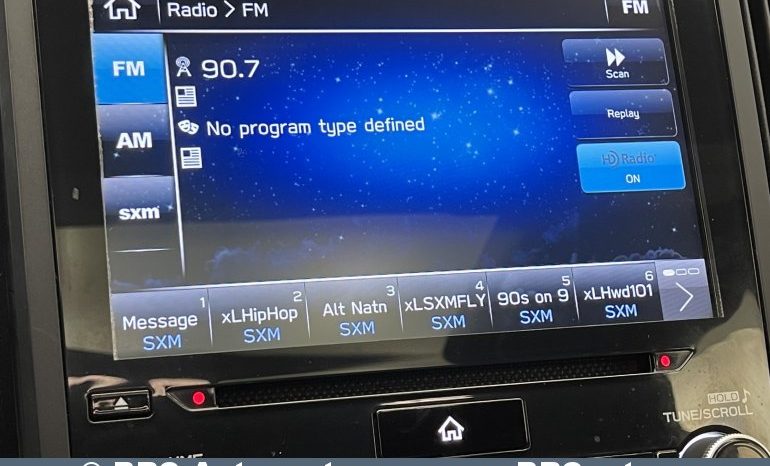 Radio > FM
FM
FM
90.7
Scan
AM
No program type defined
Replay
HD Radio
ON
sxm
1
Message
SXM
2
xLHipHop
SXM
3
Alt Natn
SXM
4
xLSXMFLY
SXM
5
90s on 9
SXM
6
xLHwd101
SXM
HOLD
TUNE/SCROLL